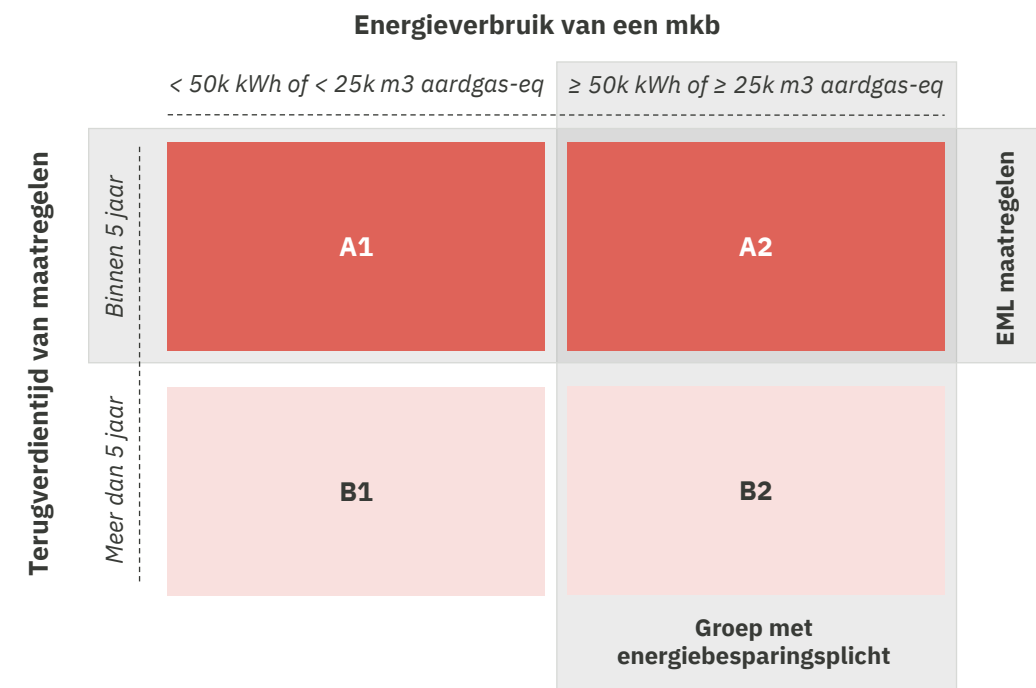 Energieverbruik van een mkb
< 50k kWh of < 25k m3 aardgas-eq
≥ 50k kWh of ≥ 25k m3 aardgas-eq
Terugverdientijd van maatregelen
Binnen 5 jaar
A1
A2
EML maatregelen
Meer dan 5 jaar
B1
B2
Groep met
energiebesparingsplicht